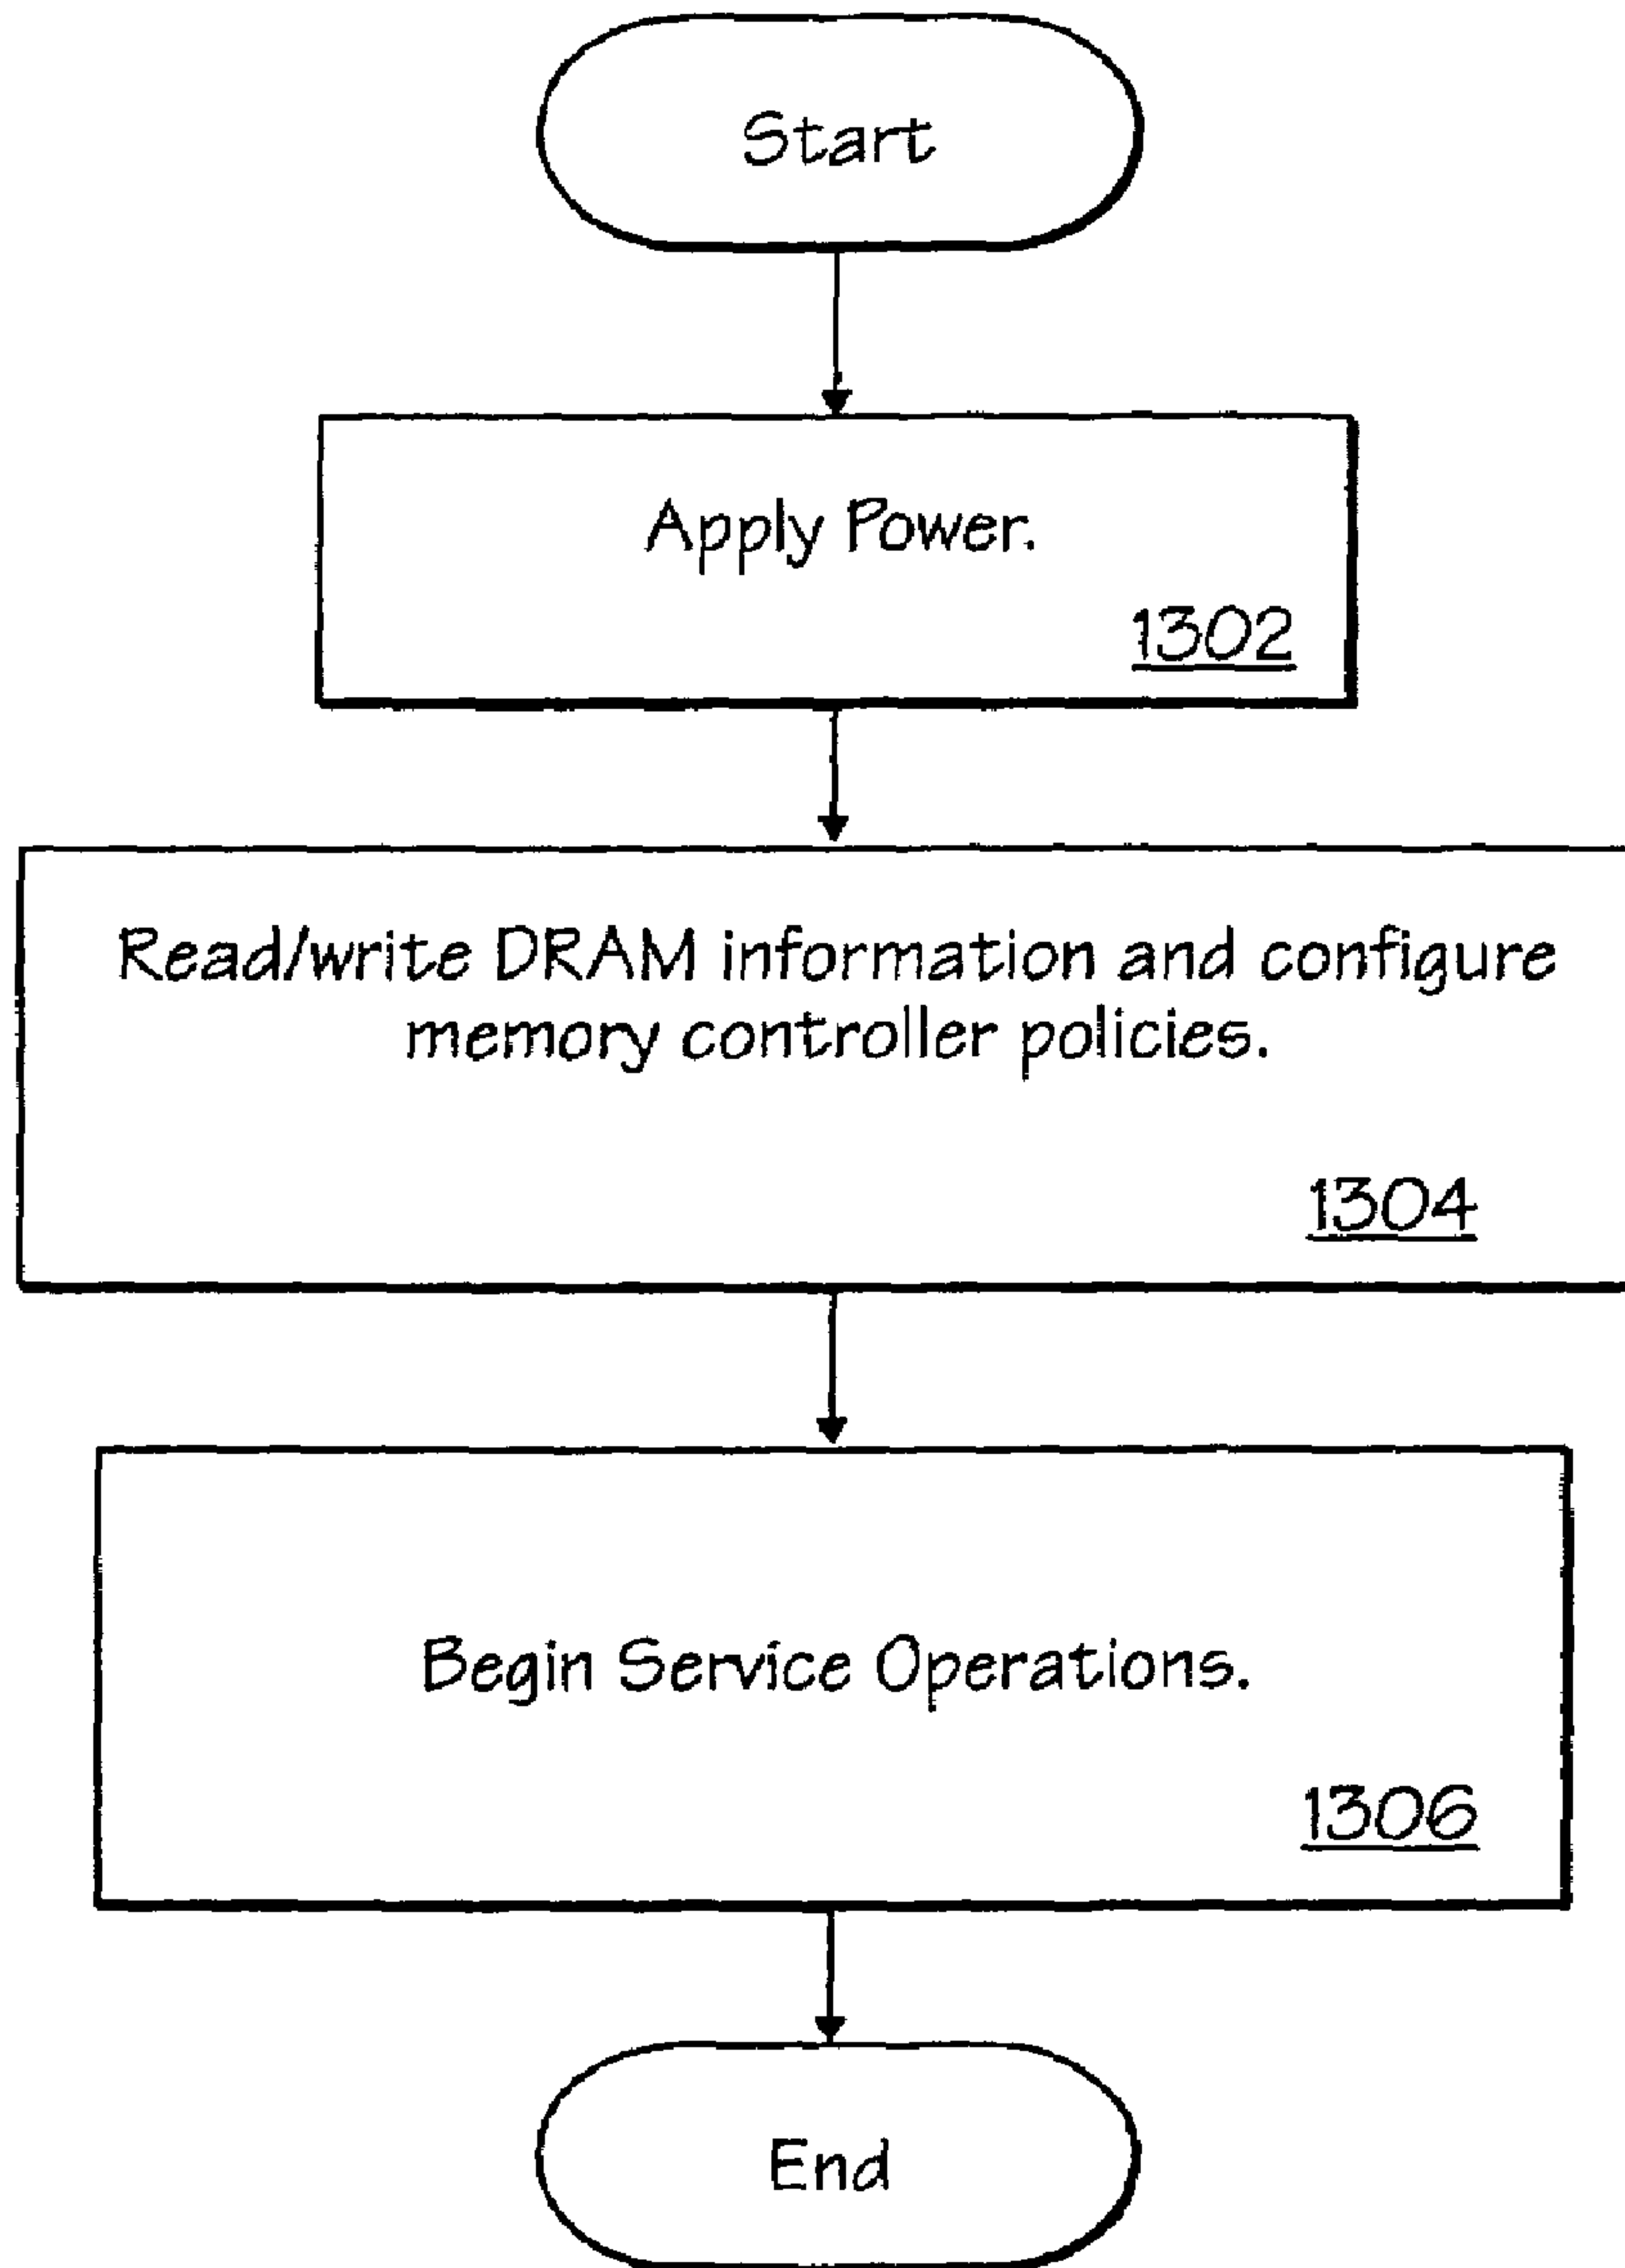 Start
Apply Power.
1302
Read/write DRAM information and configure
memory controller policies.
1304
Begin Service Operations.
1306
End